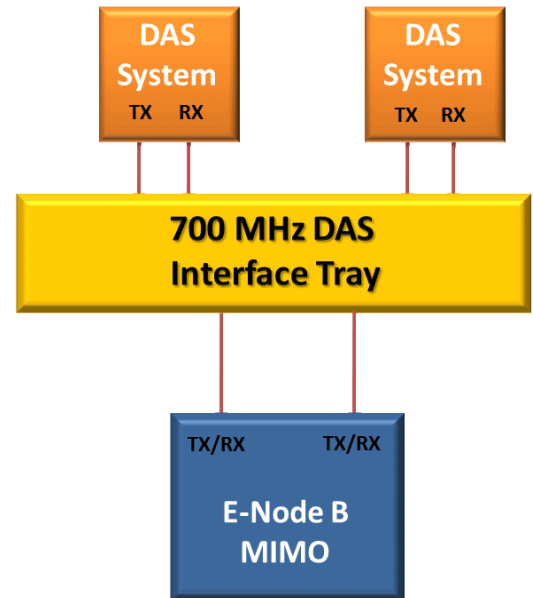 DAS
System
TX RX
DAS
System
TX RX
700 MHz DAS
Interface Tray
TX/RX
TX/RX
E-Node B
MIMO